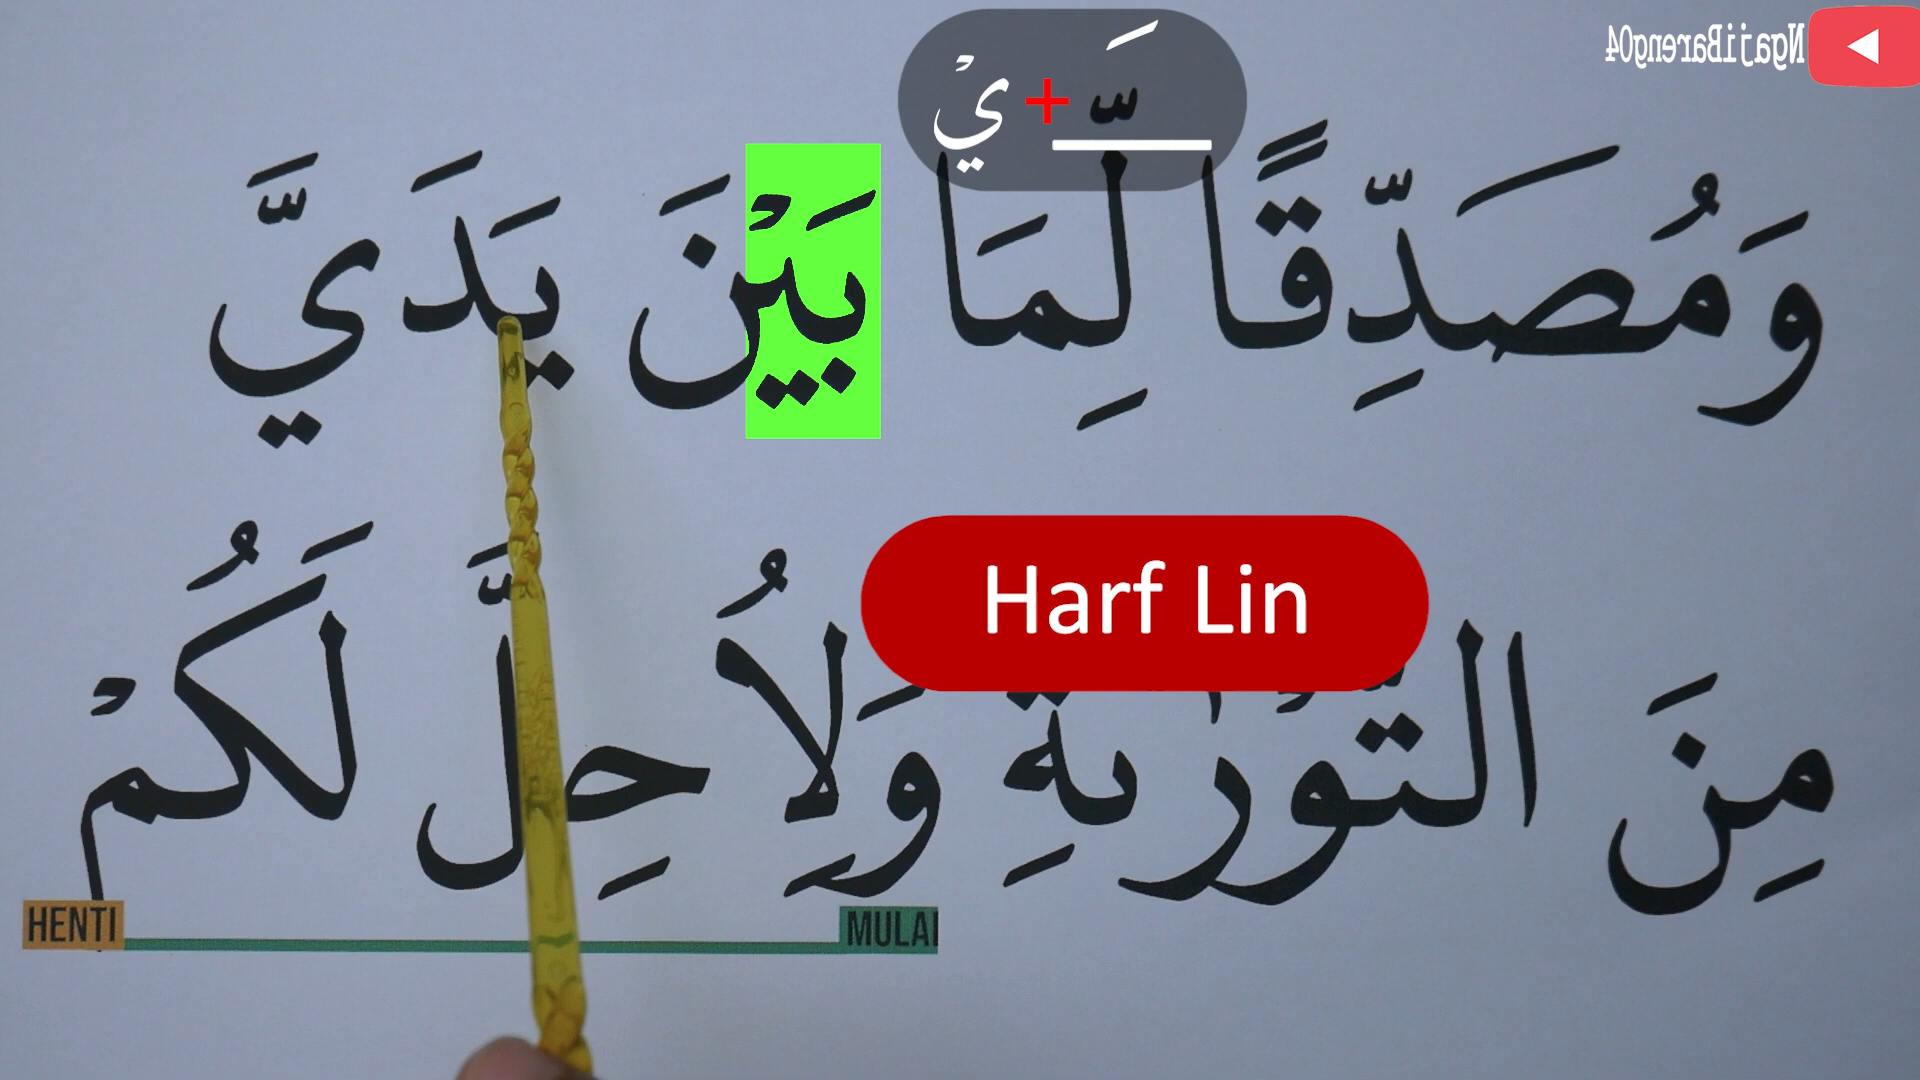 NgajiBareng04
ـَ + يْ
وَمُصَدِّقًا لِّمَا بَيْنَ يَدَيَّ
Harf Lin
مِنَ التَّوْرٰىةِ وَلِاُحِلَّ لَكُمْ
HENTI MULAI